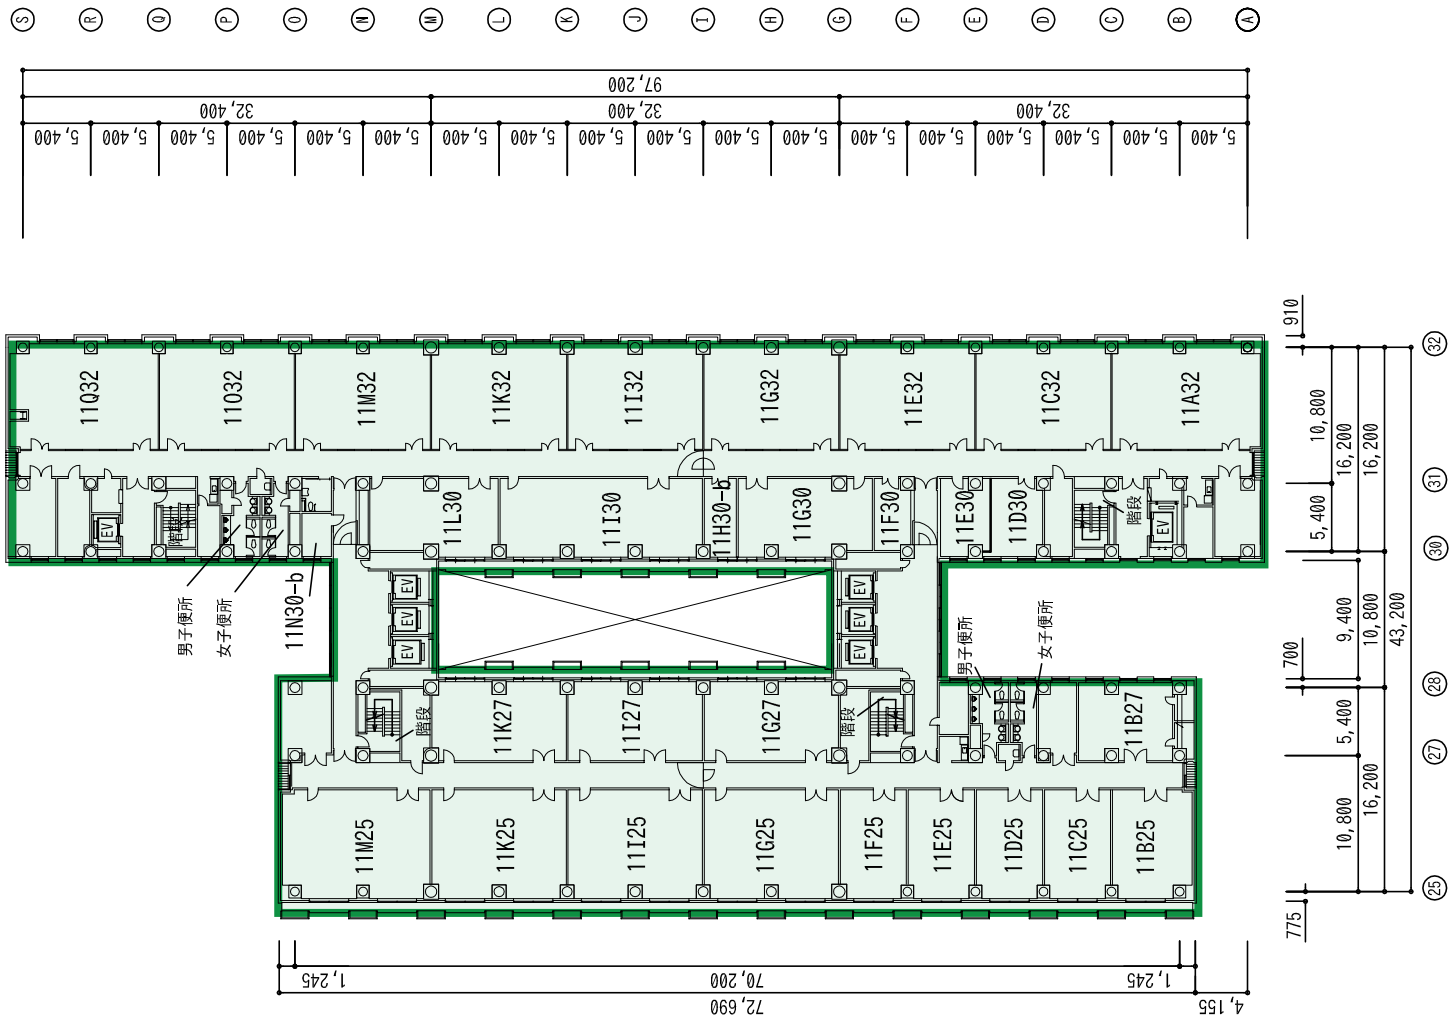 S R Q P O N M L K J I H G F E D C B A
97,200
32,400 32,400 32,400
5,400 5,400 5,400 5,400 5,400 5,400 5,400 5,400 5,400 5,400 5,400 5,400 5,400 5,400 5,400 5,400 5,400 5,400
910
32
11Q32 11O32 11M32 11K32 11I32 11G32 11E32 11C32 11A32
10,800 16,200 16,200
31
EV 階段 11L30 11I30 11H30-b 11G30 11F30 11E30 11D30 階段 EV
5,400
30
男子便所 女子便所 11N30-b
EV EV
EV EV
EV EV
男子便所 女子便所
9,400 10,800 43,200
700
28
階段 11K27 11I27 11G27 階段 11B27
5,400
27
11M25 11K25 11I25 11G25 11F25 11E25 11D25 11C25 11B25
10,800 16,200
25
775
1,245 70,200 1,245
72,690 4,155